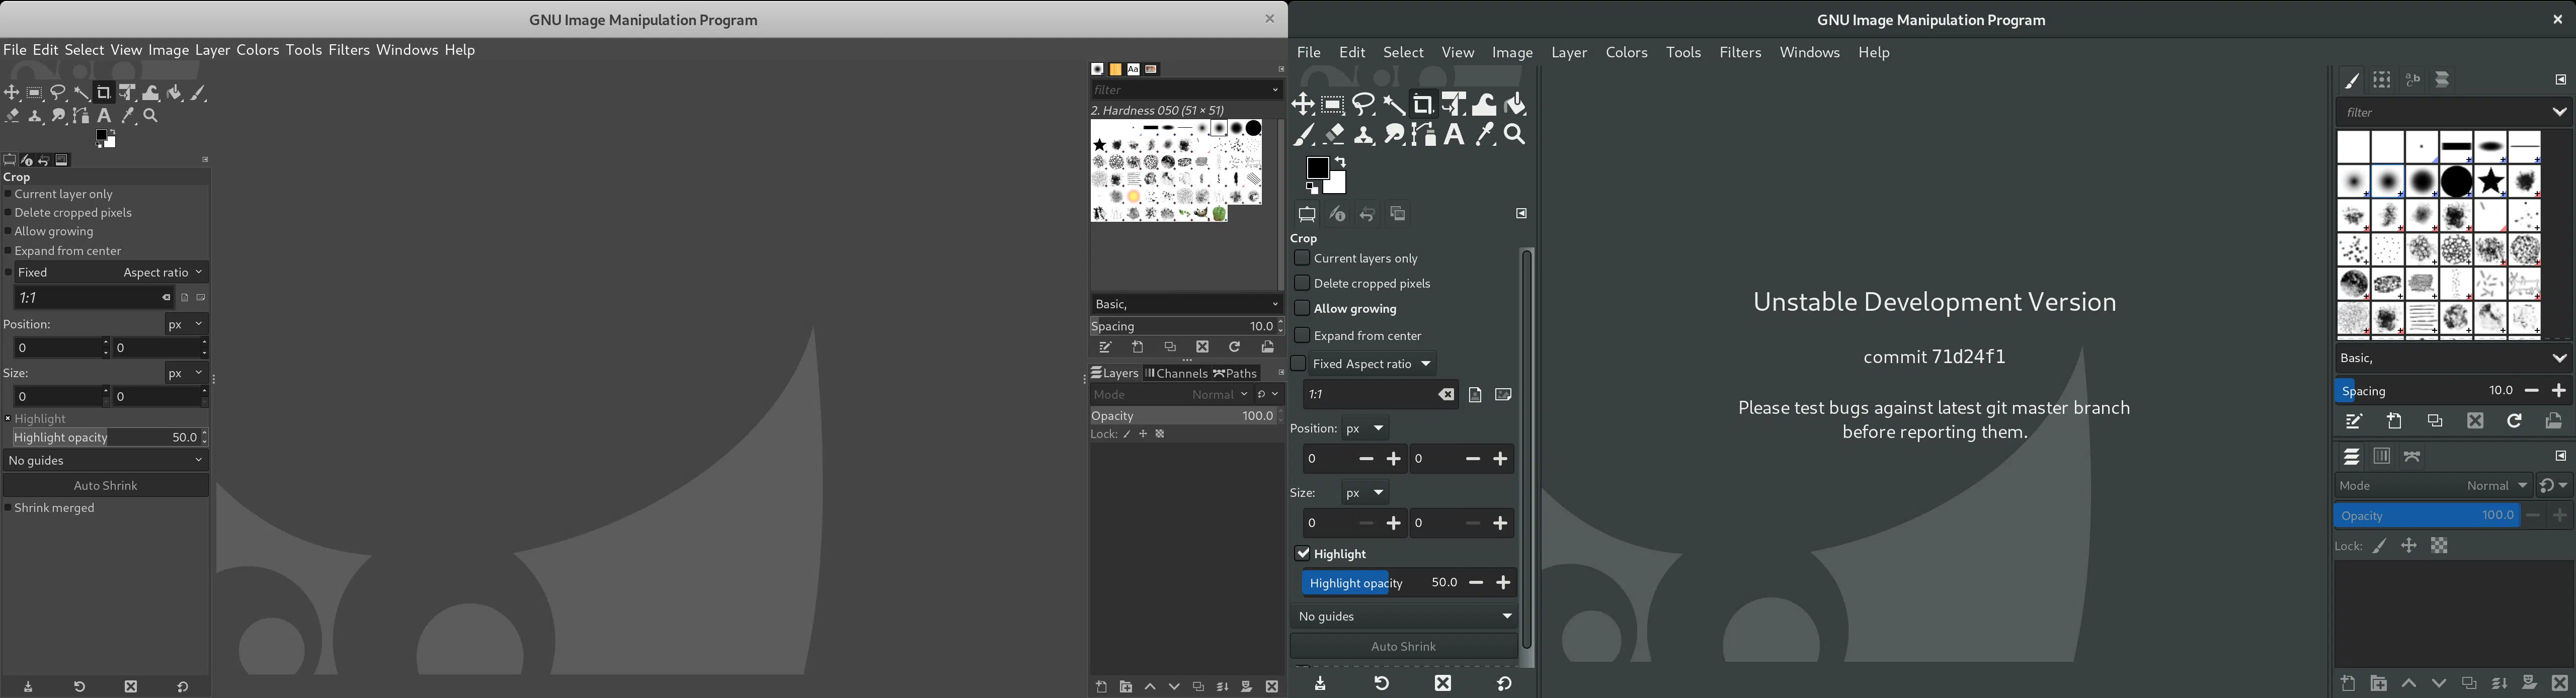 GNU Image Manipulation Program
File Edit Select View Image Layer Colors Tools Filters Windows Help
Crop
Current layer only
Delete cropped pixels
Allow growing
Expand from center
Fixed Aspect ratio
1:1
Position: px
0 0
Size: px
0 0
Highlight
Highlight opacity 50.0
No guides
Auto Shrink
Shrink merged
Aa
filter
2. Hardness 050 (51 × 51)
Basic,
Spacing 10.0
Layers Channels Paths
Mode Normal
Opacity 100.0
Lock:
GNU Image Manipulation Program
File Edit Select View Image Layer Colors Tools Filters Windows Help
Crop
Current layers only
Delete cropped pixels
Allow growing
Expand from center
Fixed Aspect ratio
1:1
Position: px
0 0
Size: px
0 0
Highlight
Highlight opacity 50.0
No guides
Auto Shrink
Unstable Development Version
commit 71d24f1
Please test bugs against latest git master branch
before reporting them.
filter
Basic,
Spacing 10.0
Mode Normal
Opacity 100.0
Lock: